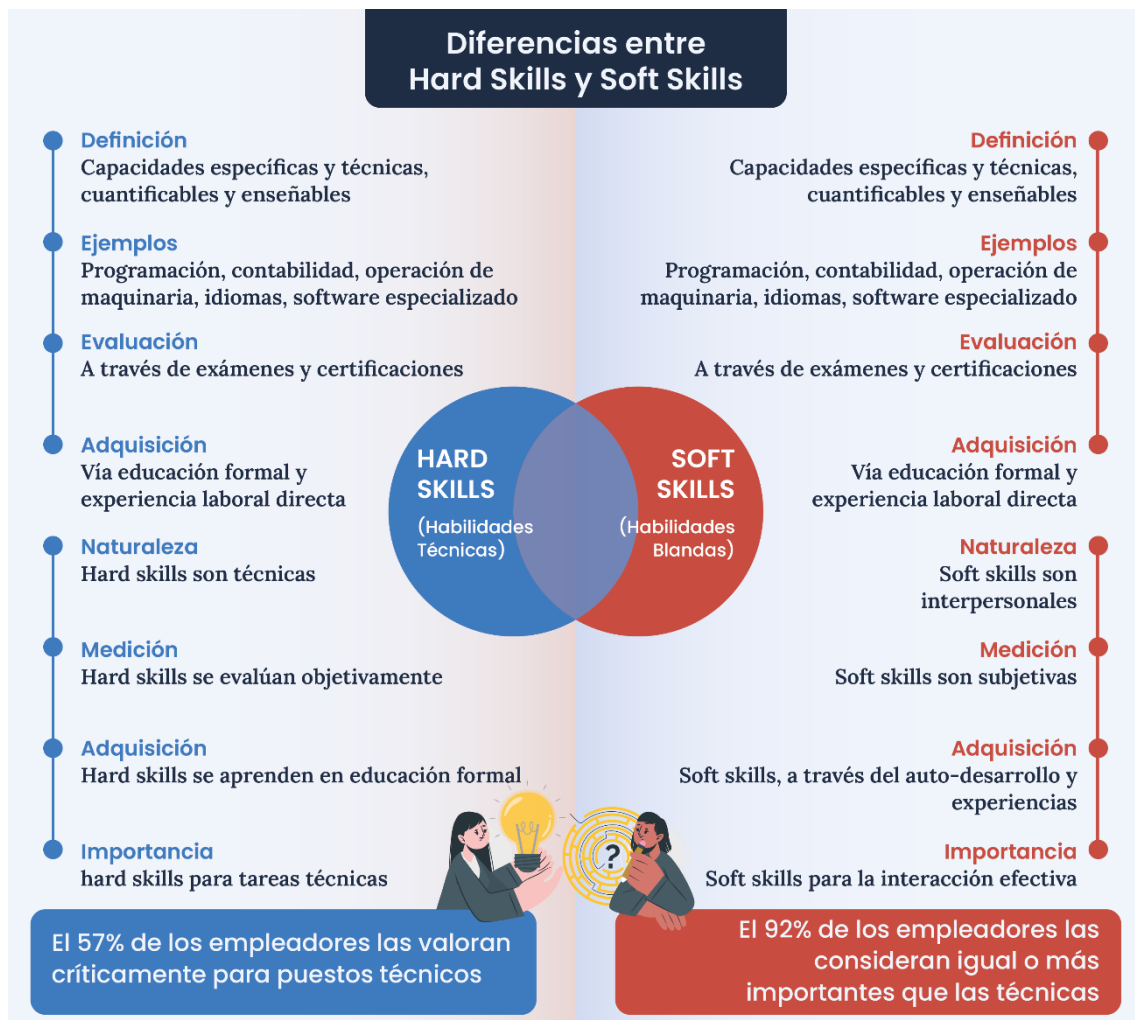 Diferencias entre
Hard Skills y Soft Skills
Definición
Capacidades específicas y técnicas,
cuantificables y enseñables
Ejemplos
Programación, contabilidad, operación de
maquinaria, idiomas, software especializado
Evaluación
A través de exámenes y certificaciones
Adquisición
Vía educación formal y
experiencia laboral directa
Naturaleza
Hard skills son técnicas
Medición
Hard skills se evalúan objetivamente
Adquisición
Hard skills se aprenden en educación formal
Importancia
hard skills para tareas técnicas
El 57% de los empleadores las valoran
críticamente para puestos técnicos
HARD
SKILLS
(Habilidades
Técnicas)
SOFT
SKILLS
(Habilidades
Blandas)
?
Definición
Capacidades específicas y técnicas,
cuantificables y enseñables
Ejemplos
Programación, contabilidad, operación de
maquinaria, idiomas, software especializado
Evaluación
A través de exámenes y certificaciones
Adquisición
Vía educación formal y
experiencia laboral directa
Naturaleza
Soft skills son
interpersonales
Medición
Soft skills son subjetivas
Adquisición
Soft skills, a través del auto-desarrollo y
experiencias
Importancia
Soft skills para la interacción efectiva
El 92% de los empleadores las
consideran igual o más
importantes que las técnicas